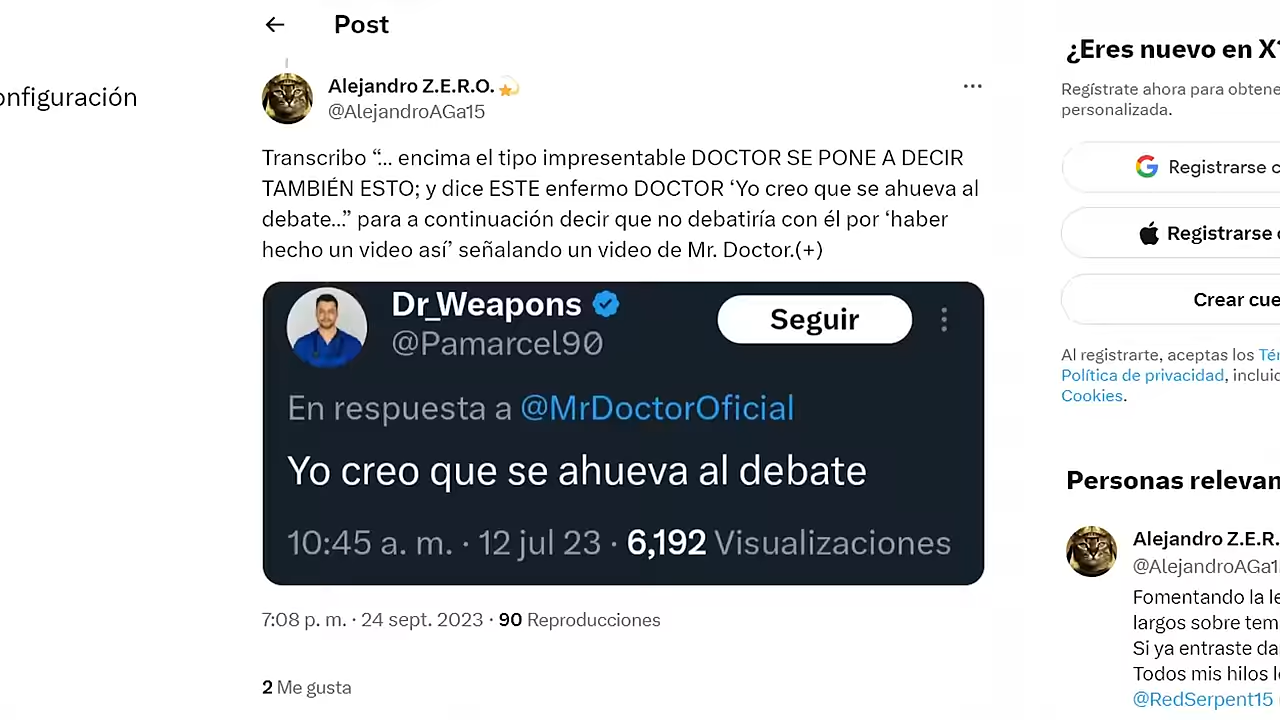 Post
onfiguración
Alejandro Z.E.R.O.
@AlejandroAGa15
Transcribo “... encima el tipo impresentable DOCTOR SE PONE A DECIR
TAMBIÉN ESTO; y dice ESTE enfermo DOCTOR ‘Yo creo que se ahueva al
debate...” para a continuación decir que no debatiría con él por ‘haber
hecho un video así’ señalando un video de Mr. Doctor.(+)
Dr_Weapons
@Pamarcel90
Seguir
En respuesta a @MrDoctorOficial
Yo creo que se ahueva al debate
10:45 a. m. · 12 jul 23 · 6,192 Visualizaciones
7:08 p. m. · 24 sept. 2023 · 90 Reproducciones
2 Me gusta
¿Eres nuevo en X?
Regístrate ahora para obtene
personalizada.
Registrarse c
Registrarse c
Crear cue
Al registrarte, aceptas los Tér
Política de privacidad, incluid
Cookies.
Personas relevan
Alejandro Z.E.R.
@AlejandroAGa1
Fomentando la le
largos sobre tem
Si ya entraste da
Todos mis hilos l
@RedSerpent15